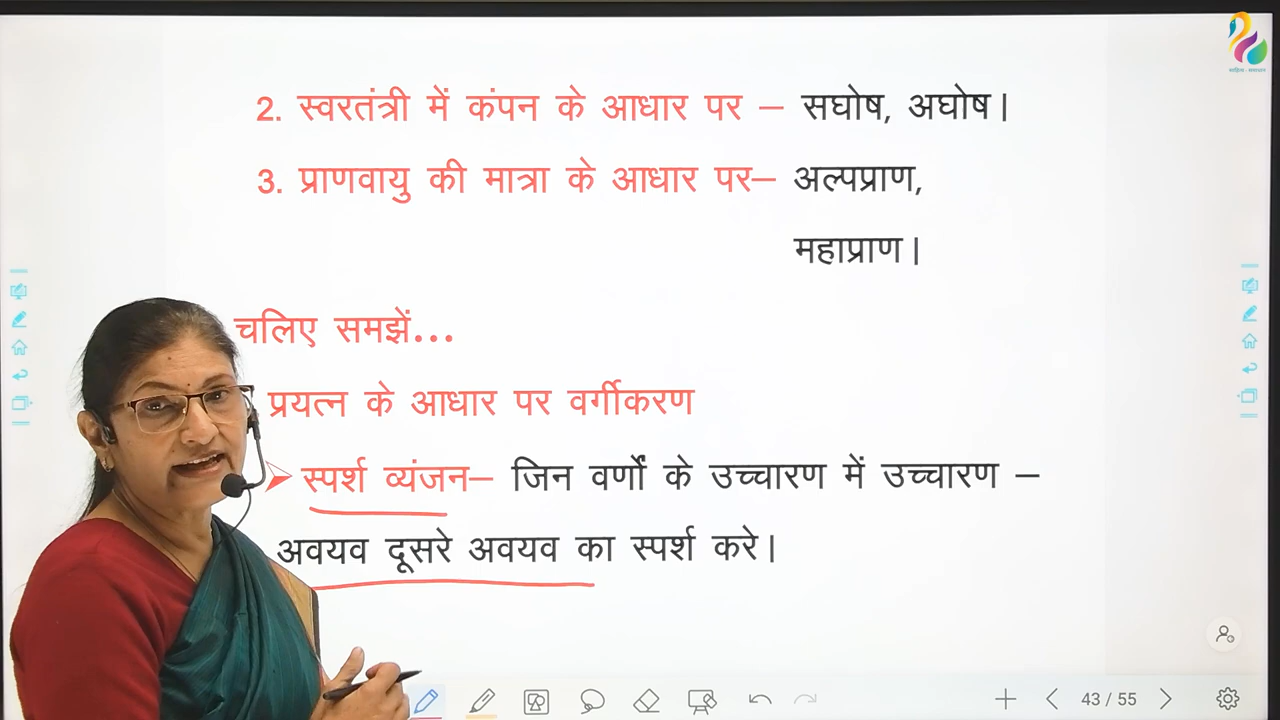 2. स्वरतंत्री में कंपन के आधार पर – सघोष, अघोष।
3. प्राणवायु की मात्रा के आधार पर– अल्पप्राण,
महाप्राण।
चलिए समझें...
प्रयत्न के आधार पर वर्गीकरण
स्पर्श व्यंजन– जिन वर्णों के उच्चारण में उच्चारण –
अवयव दूसरे अवयव का स्पर्श करे।
43 / 55